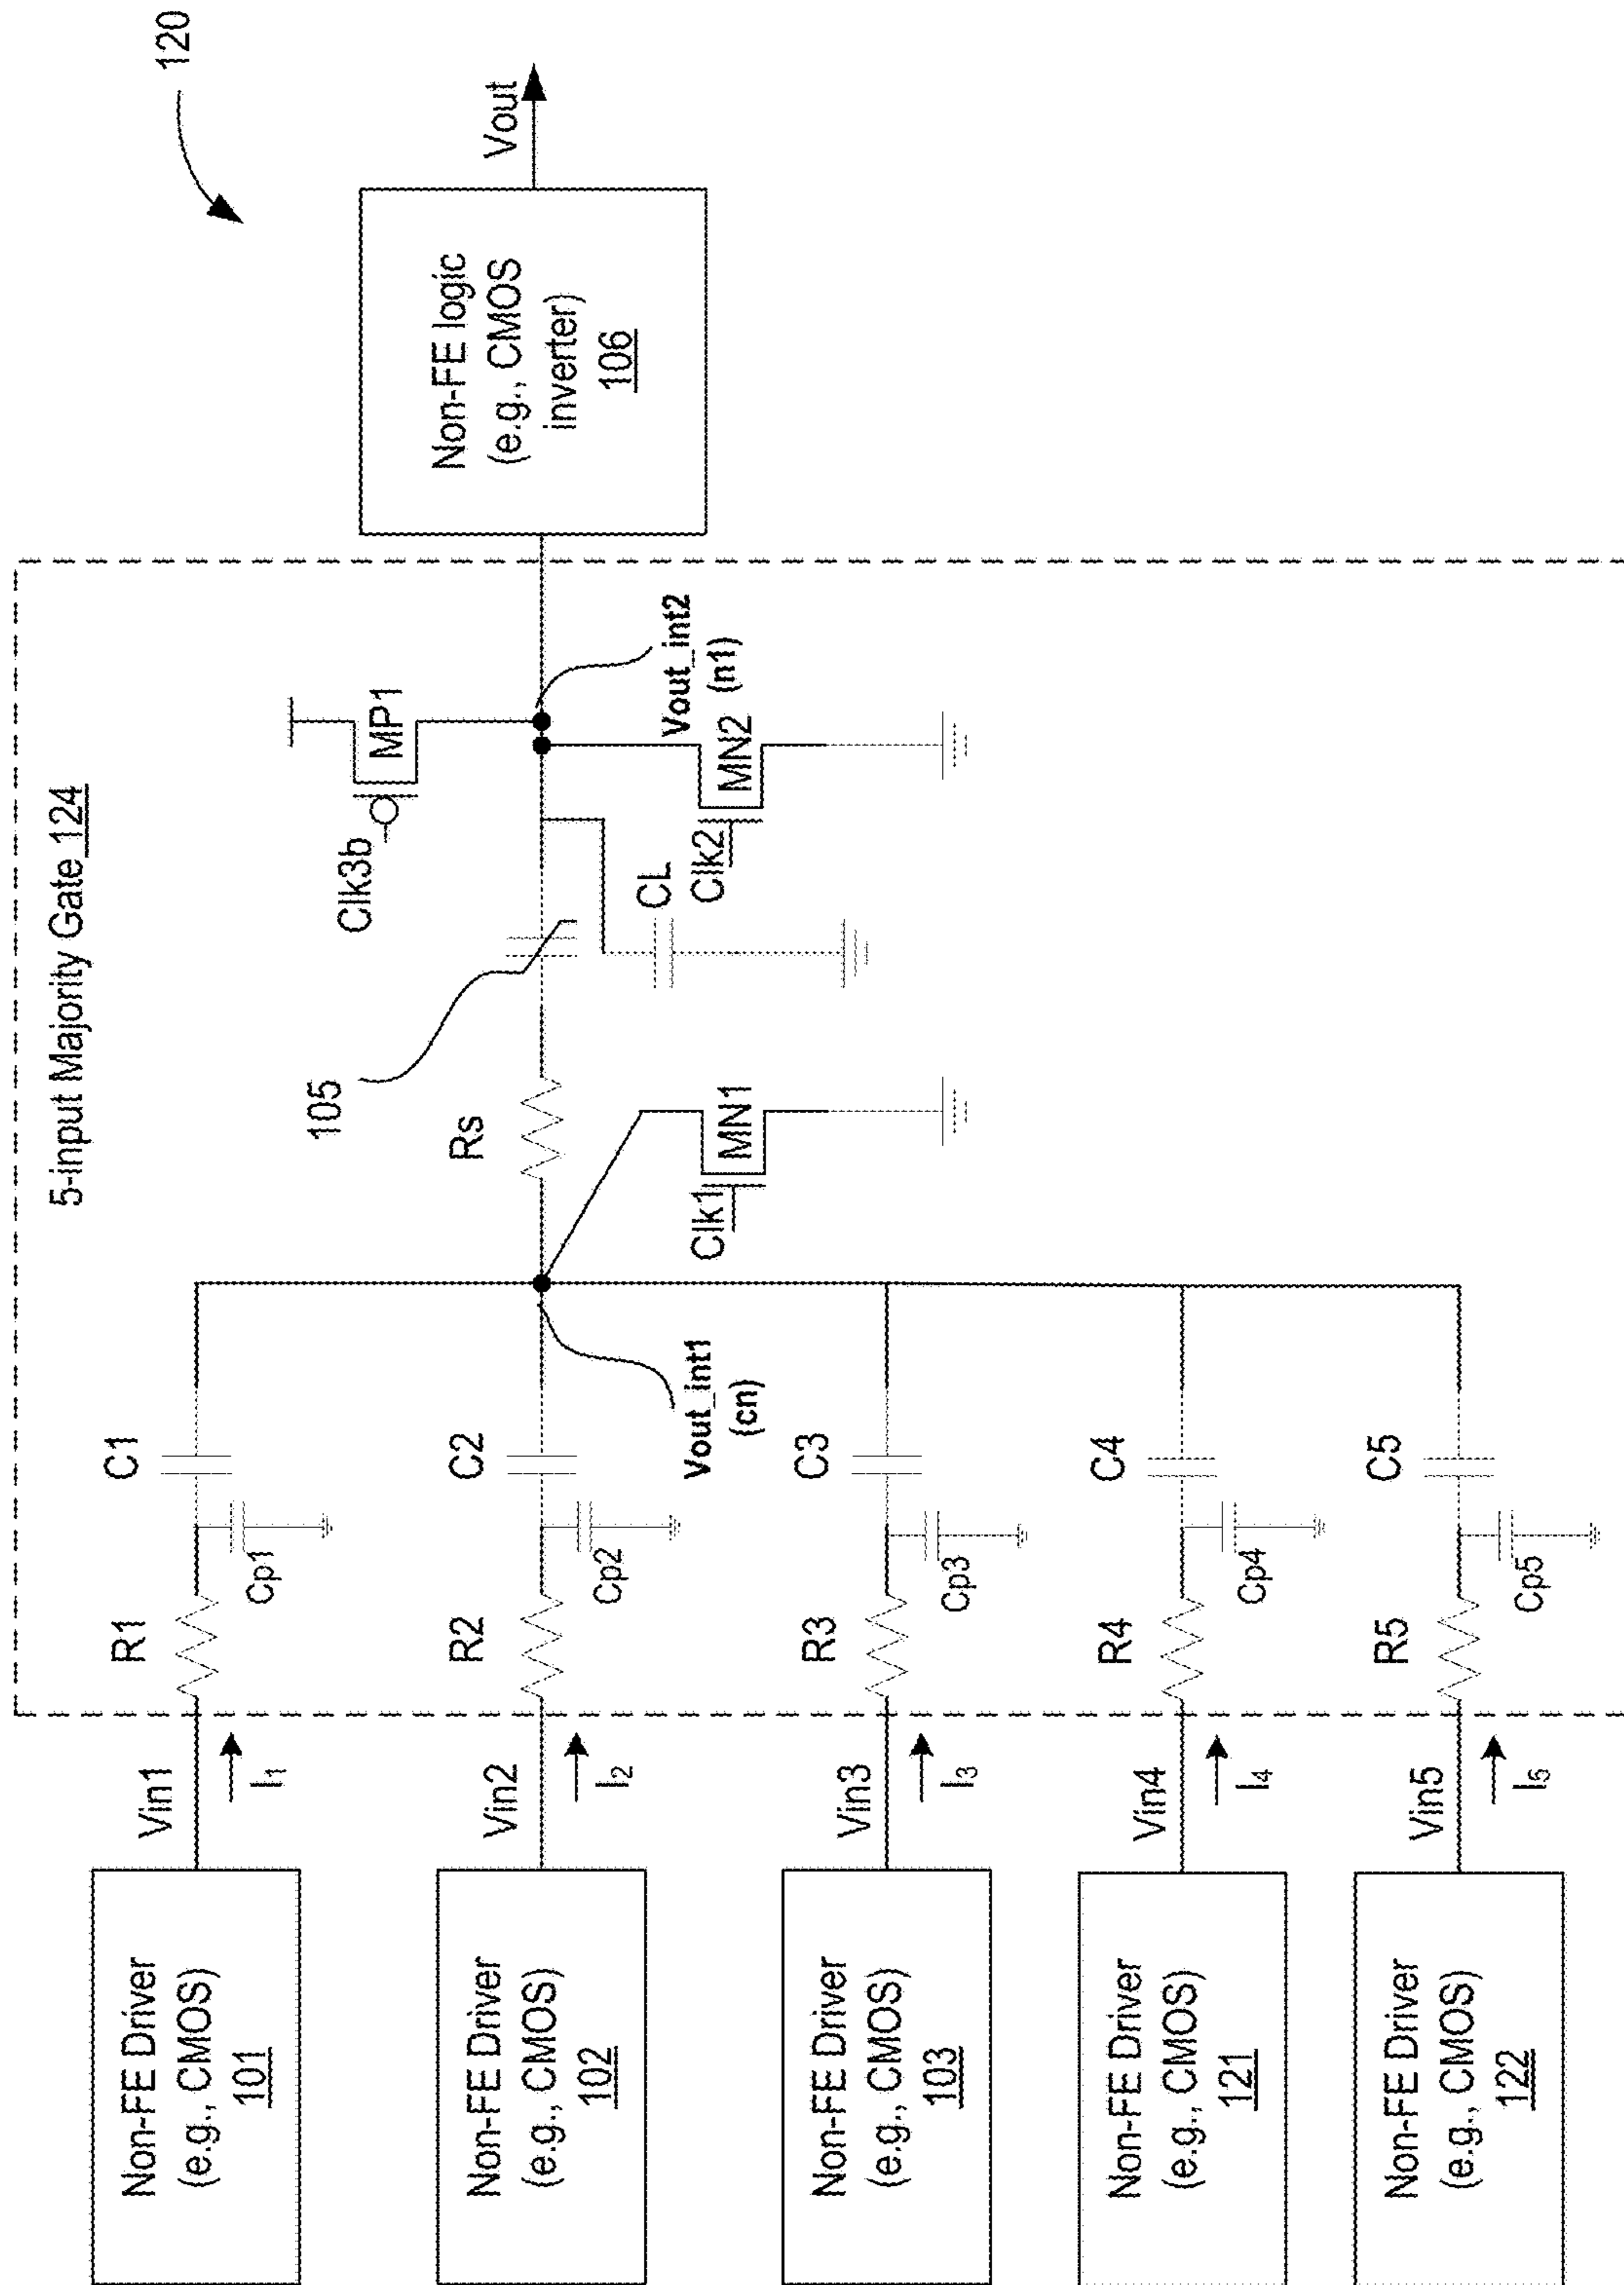 120
5-input Majority Gate 124
Non-FE Driver
(e.g., CMOS)
101
Vin1
I₁
R1
Cp1
C1
Non-FE Driver
(e.g., CMOS)
102
Vin2
I₂
R2
Cp2
C2
Vout_int1
(cn)
Rs
105
Clk1
MN1
CL
Clk3b
MP1
Clk2
MN2
Vout_int2
(n1)
Non-FE logic
(e.g., CMOS
inverter)
106
Vout
Non-FE Driver
(e.g., CMOS)
103
Vin3
I₃
R3
Cp3
C3
Non-FE Driver
(e.g., CMOS)
121
Vin4
I₄
R4
Cp4
C4
Non-FE Driver
(e.g., CMOS)
122
Vin5
I₅
R5
Cp5
C5